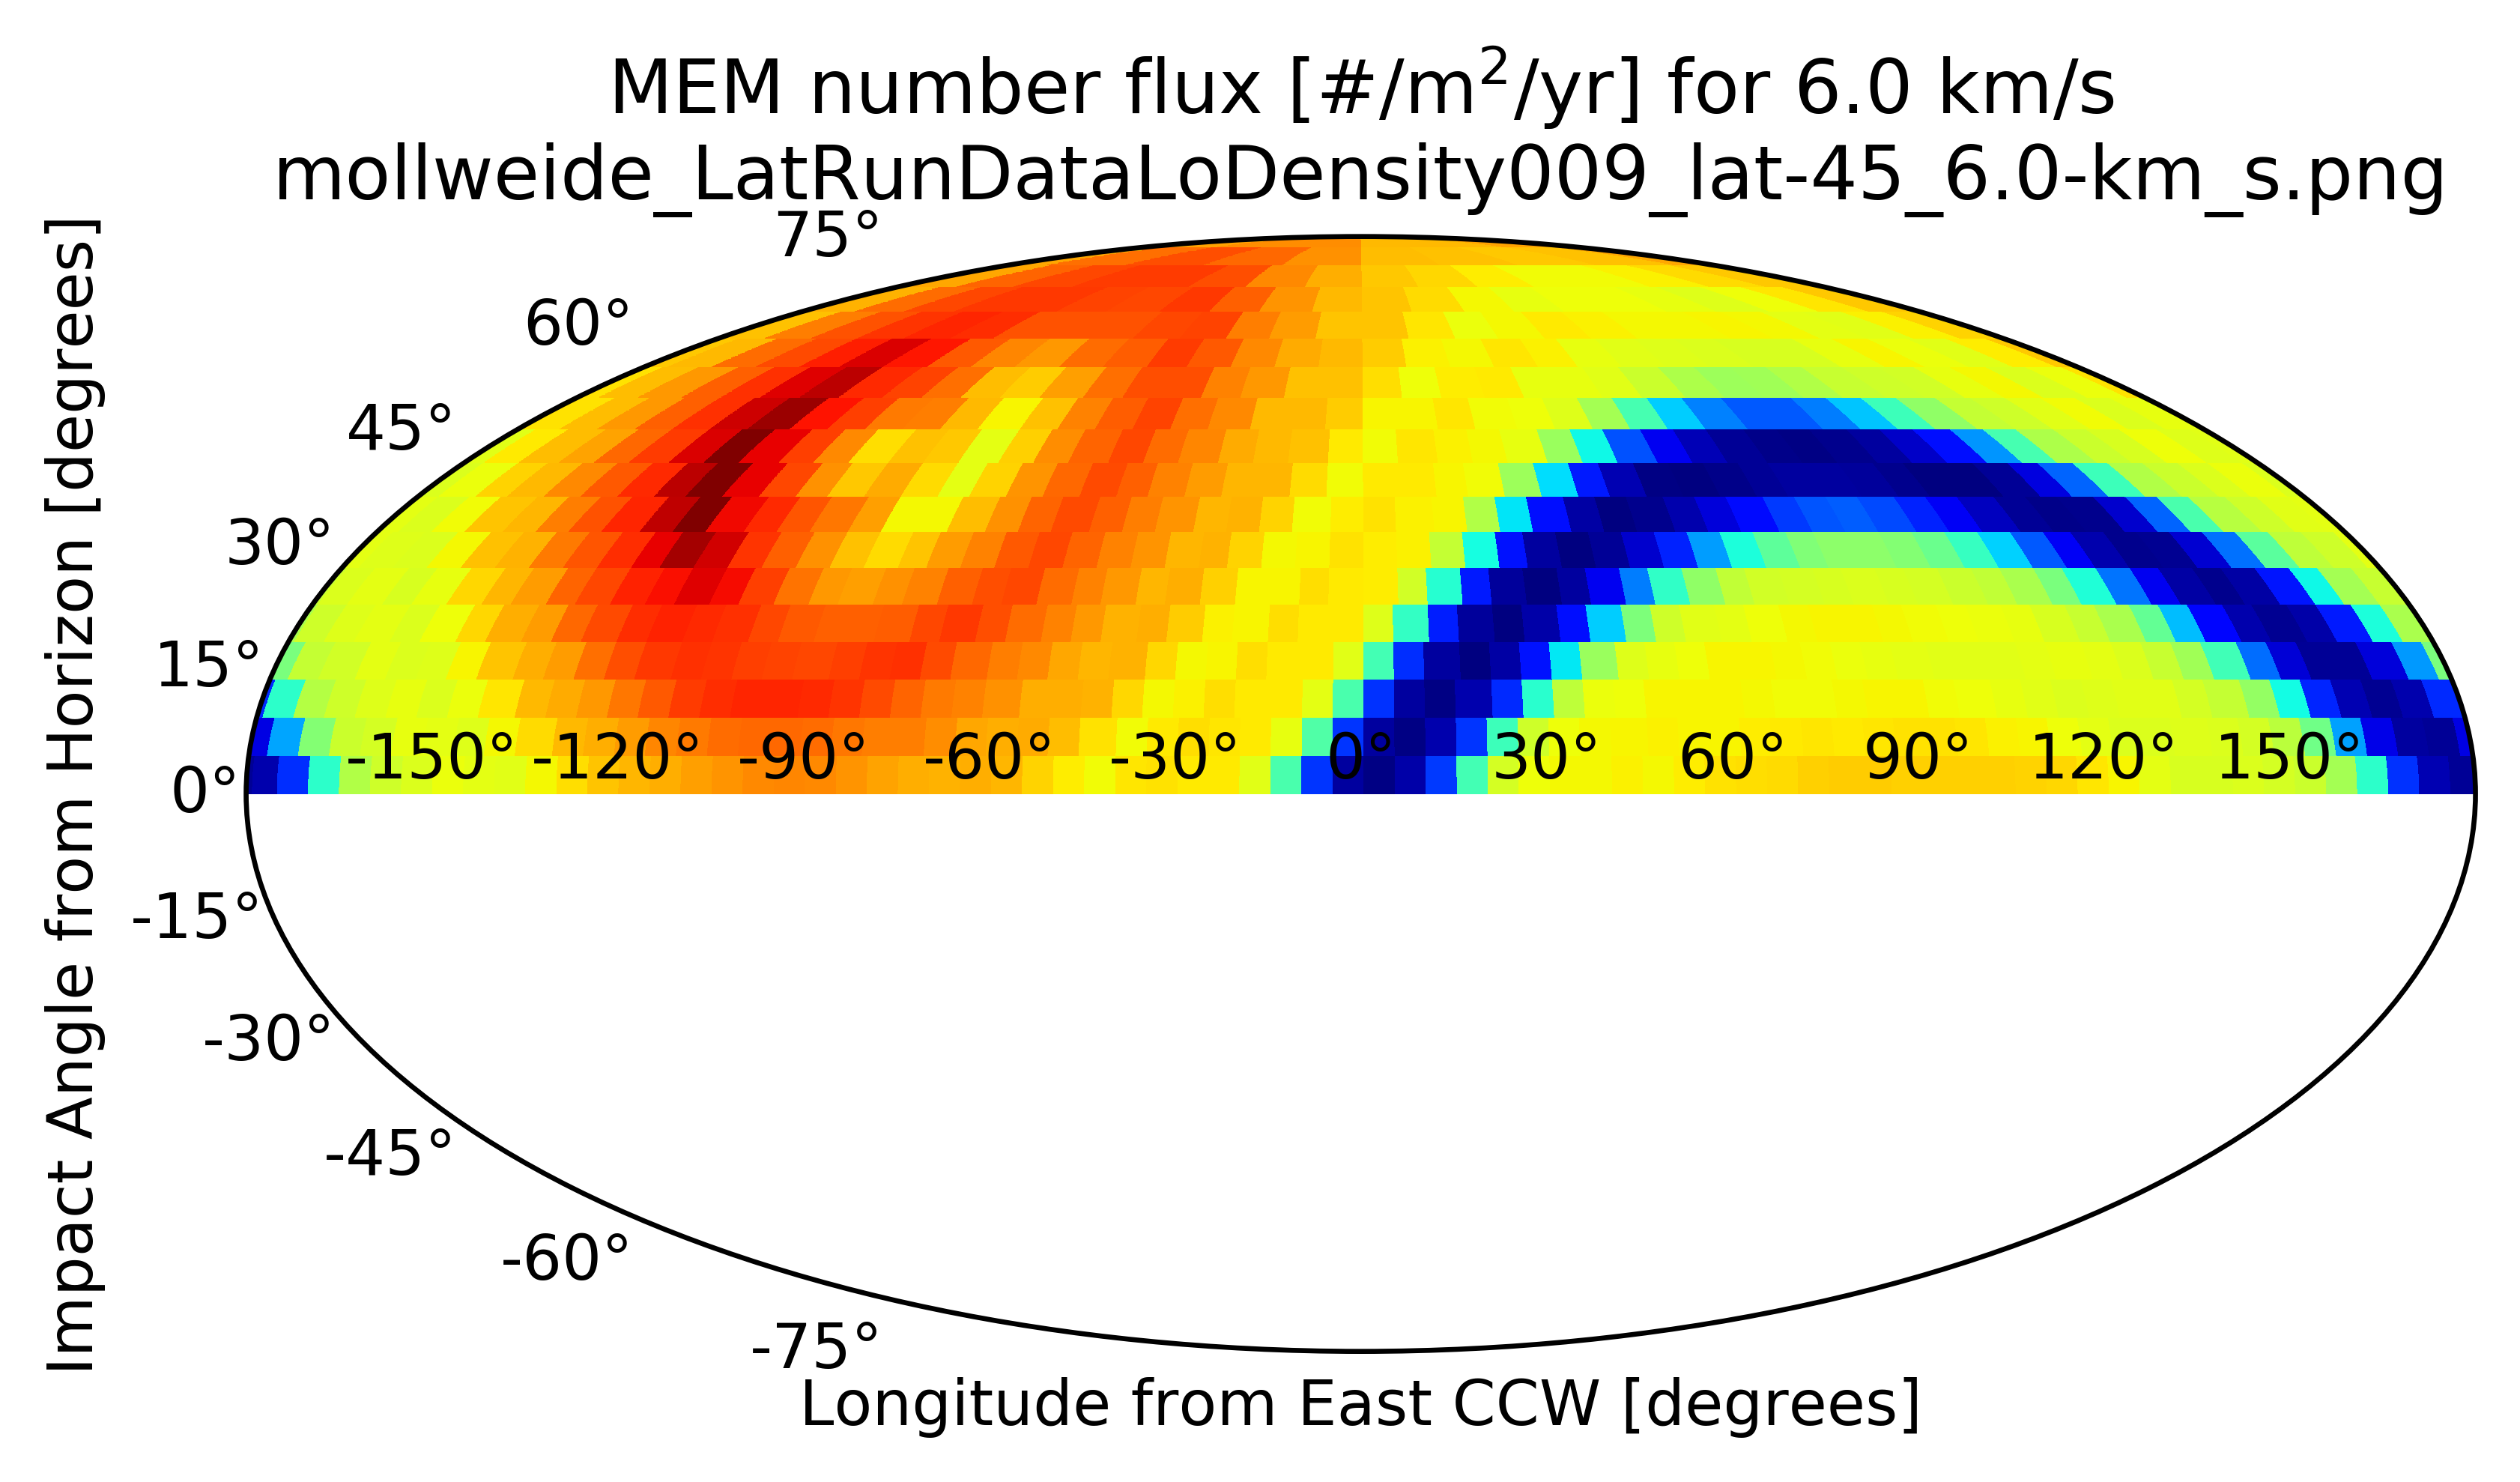 MEM number flux [#/m²/yr] for 6.0 km/s
mollweide_LatRunDataLoDensity009_lat-45_6.0-km_s.png
Impact Angle from Horizon [degrees]
75°
60°
45°
30°
15°
0°
-15°
-30°
-45°
-60°
-75°
-150° -120° -90° -60° -30° 0° 30° 60° 90° 120° 150°
Longitude from East CCW [degrees]